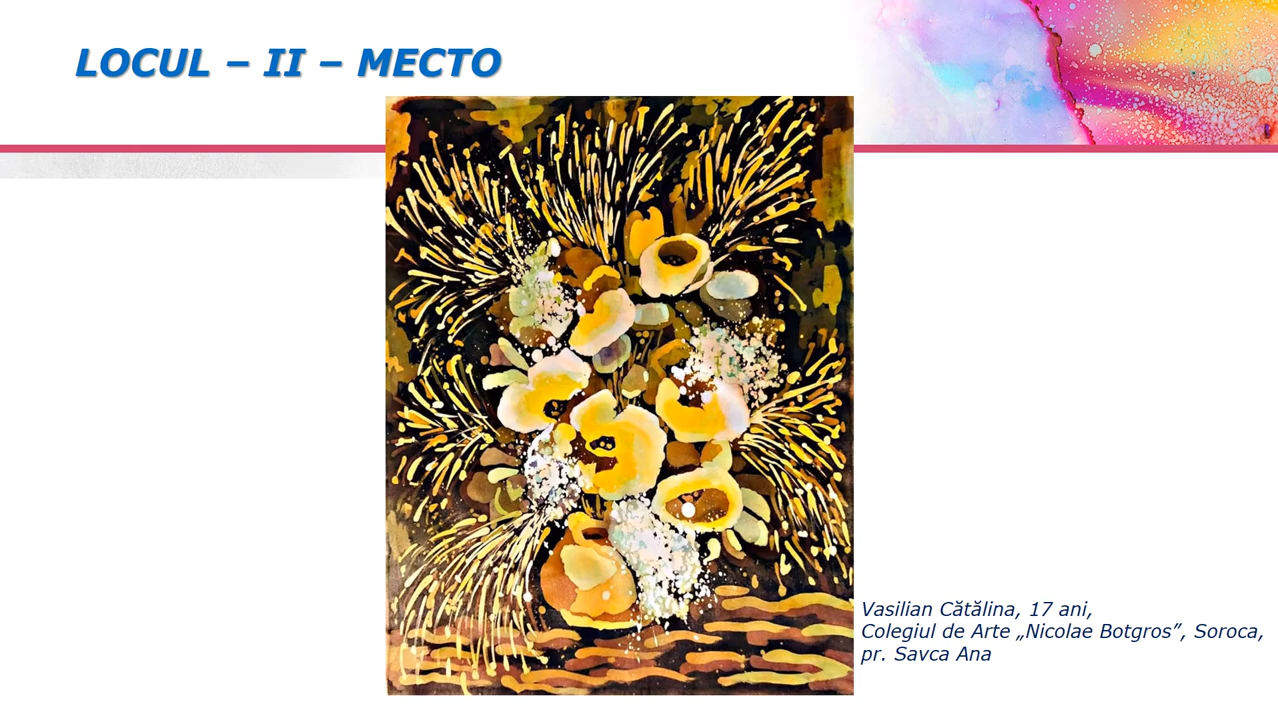 LOCUL – II – МЕСТО
Vasilian Cătălina, 17 ani,
Colegiul de Arte „Nicolae Botgros”, Soroca,
pr. Savca Ana